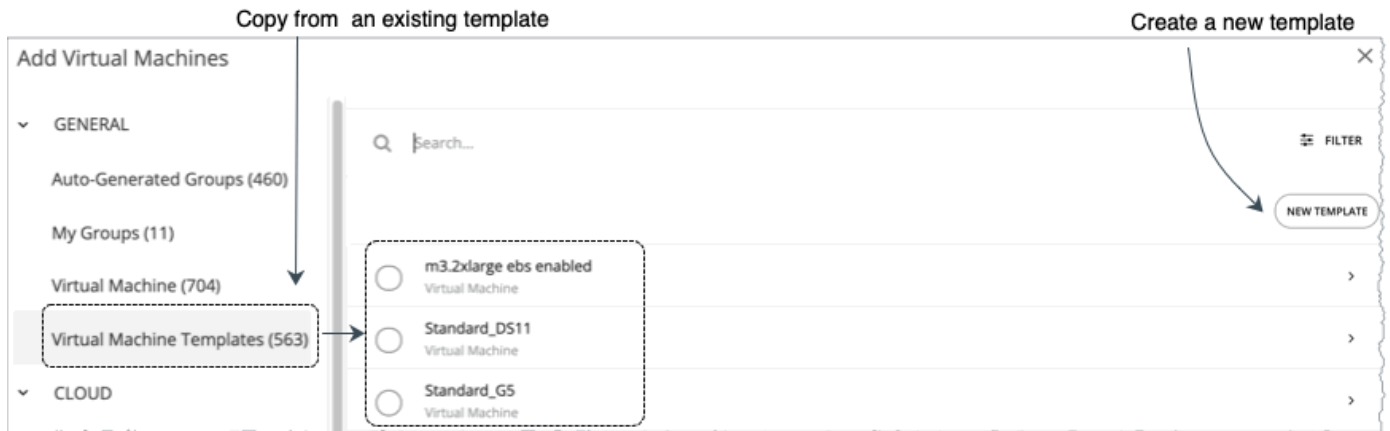 Copy from an existing template
Create a new template
Add Virtual Machines
GENERAL
Auto-Generated Groups (460)
My Groups (11)
Virtual Machine (704)
Virtual Machine Templates (563)
CLOUD
Search...
FILTER
NEW TEMPLATE
m3.2xlarge ebs enabled
Virtual Machine
Standard_DS11
Virtual Machine
Standard_G5
Virtual Machine